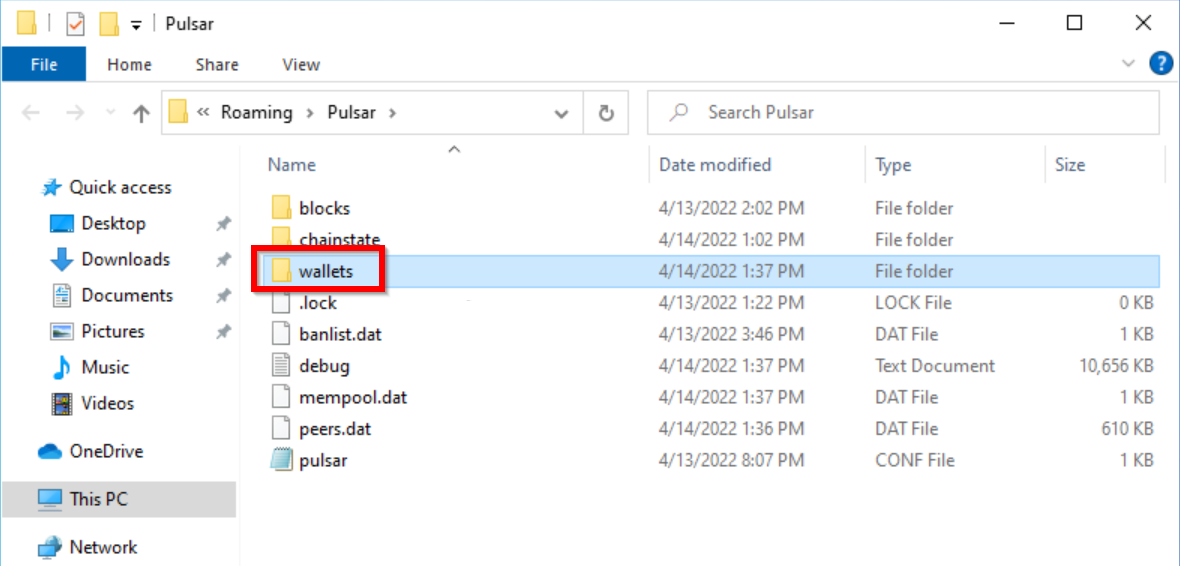 Pulsar
File Home Share View
« Roaming › Pulsar › Search Pulsar
Name Date modified Type Size
Quick access
Desktop
Downloads
Documents
Pictures
Music
Videos
OneDrive
This PC
Network
blocks 4/13/2022 2:02 PM File folder
chainstate 4/14/2022 1:02 PM File folder
wallets 4/14/2022 1:37 PM File folder
.lock 4/13/2022 1:22 PM LOCK File 0 KB
banlist.dat 4/13/2022 3:46 PM DAT File 1 KB
debug 4/14/2022 1:37 PM Text Document 10,656 KB
mempool.dat 4/14/2022 1:37 PM DAT File 1 KB
peers.dat 4/14/2022 1:36 PM DAT File 610 KB
pulsar 4/13/2022 8:07 PM CONF File 1 KB